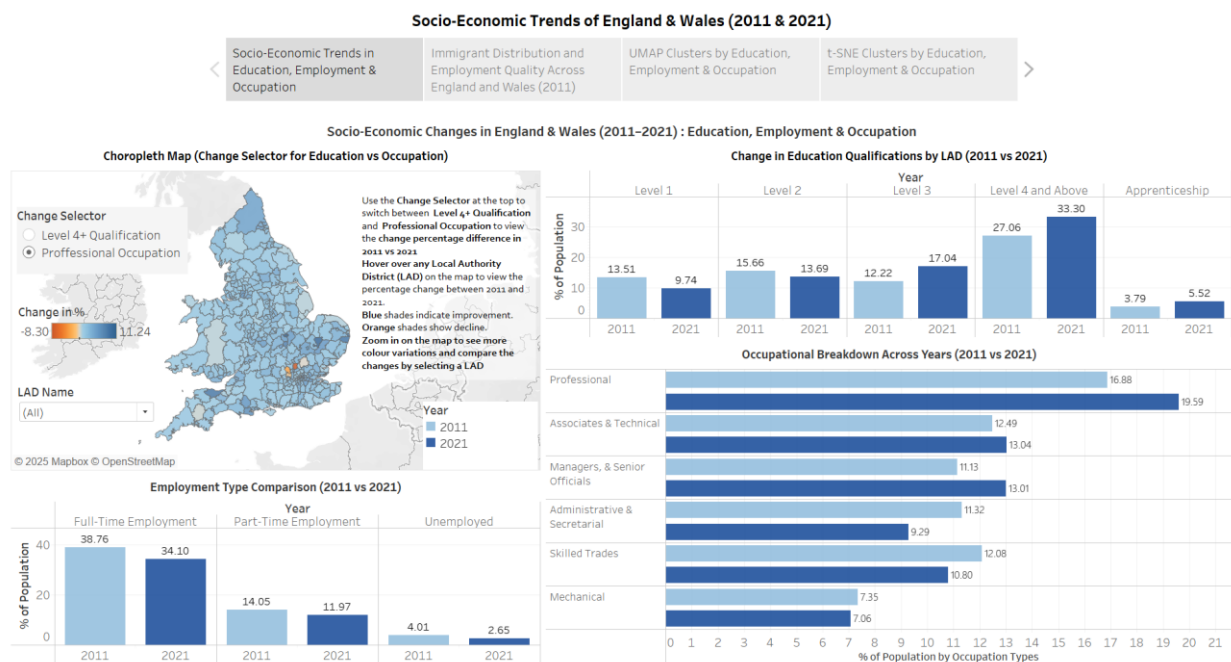 Socio-Economic Trends of England & Wales (2011 & 2021)
Socio-Economic Trends in
Education, Employment &
Occupation
Immigrant Distribution and
Employment Quality Across
England and Wales (2011)
UMAP Clusters by Education,
Employment & Occupation
t-SNE Clusters by Education,
Employment & Occupation
Socio-Economic Changes in England & Wales (2011–2021) : Education, Employment & Occupation
Choropleth Map (Change Selector for Education vs Occupation)
Change Selector
Level 4+ Qualification
Proffessional Occupation
Change in %
-8.30 11.24
LAD Name
(All)
Use the Change Selector at the top to
switch between Level 4+ Qualification
and Professional Occupation to view
the change percentage difference in
2011 vs 2021
Hover over any Local Authority
District (LAD) on the map to view the
percentage change between 2011 and
2021.
Blue shades indicate improvement.
Orange shades show decline.
Zoom in on the map to see more
colour variations and compare the
changes by selecting a LAD
Year
2011
2021
© 2025 Mapbox © OpenStreetMap
Employment Type Comparison (2011 vs 2021)
Year
Full-Time Employment Part-Time Employment Unemployed
% of Population
40
20
0
38.76 34.10 14.05 11.97 4.01 2.65
2011 2021 2011 2021 2011 2021
Change in Education Qualifications by LAD (2011 vs 2021)
Year
Level 1 Level 2 Level 3 Level 4 and Above Apprenticeship
% of Population
30
20
10
0
13.51 9.74 15.66 13.69 12.22 17.04 27.06 33.30 3.79 5.52
2011 2021 2011 2021 2011 2021 2011 2021 2011 2021
Occupational Breakdown Across Years (2011 vs 2021)
Professional
16.88
19.59
Associates & Technical
12.49
13.04
Managers, & Senior
Officials
11.13
13.01
Administrative &
Secretarial
11.32
9.29
Skilled Trades
12.08
10.80
Mechanical
7.35
7.06
0 1 2 3 4 5 6 7 8 9 10 11 12 13 14 15 16 17 18 19 20 21
% of Population by Occupation Types